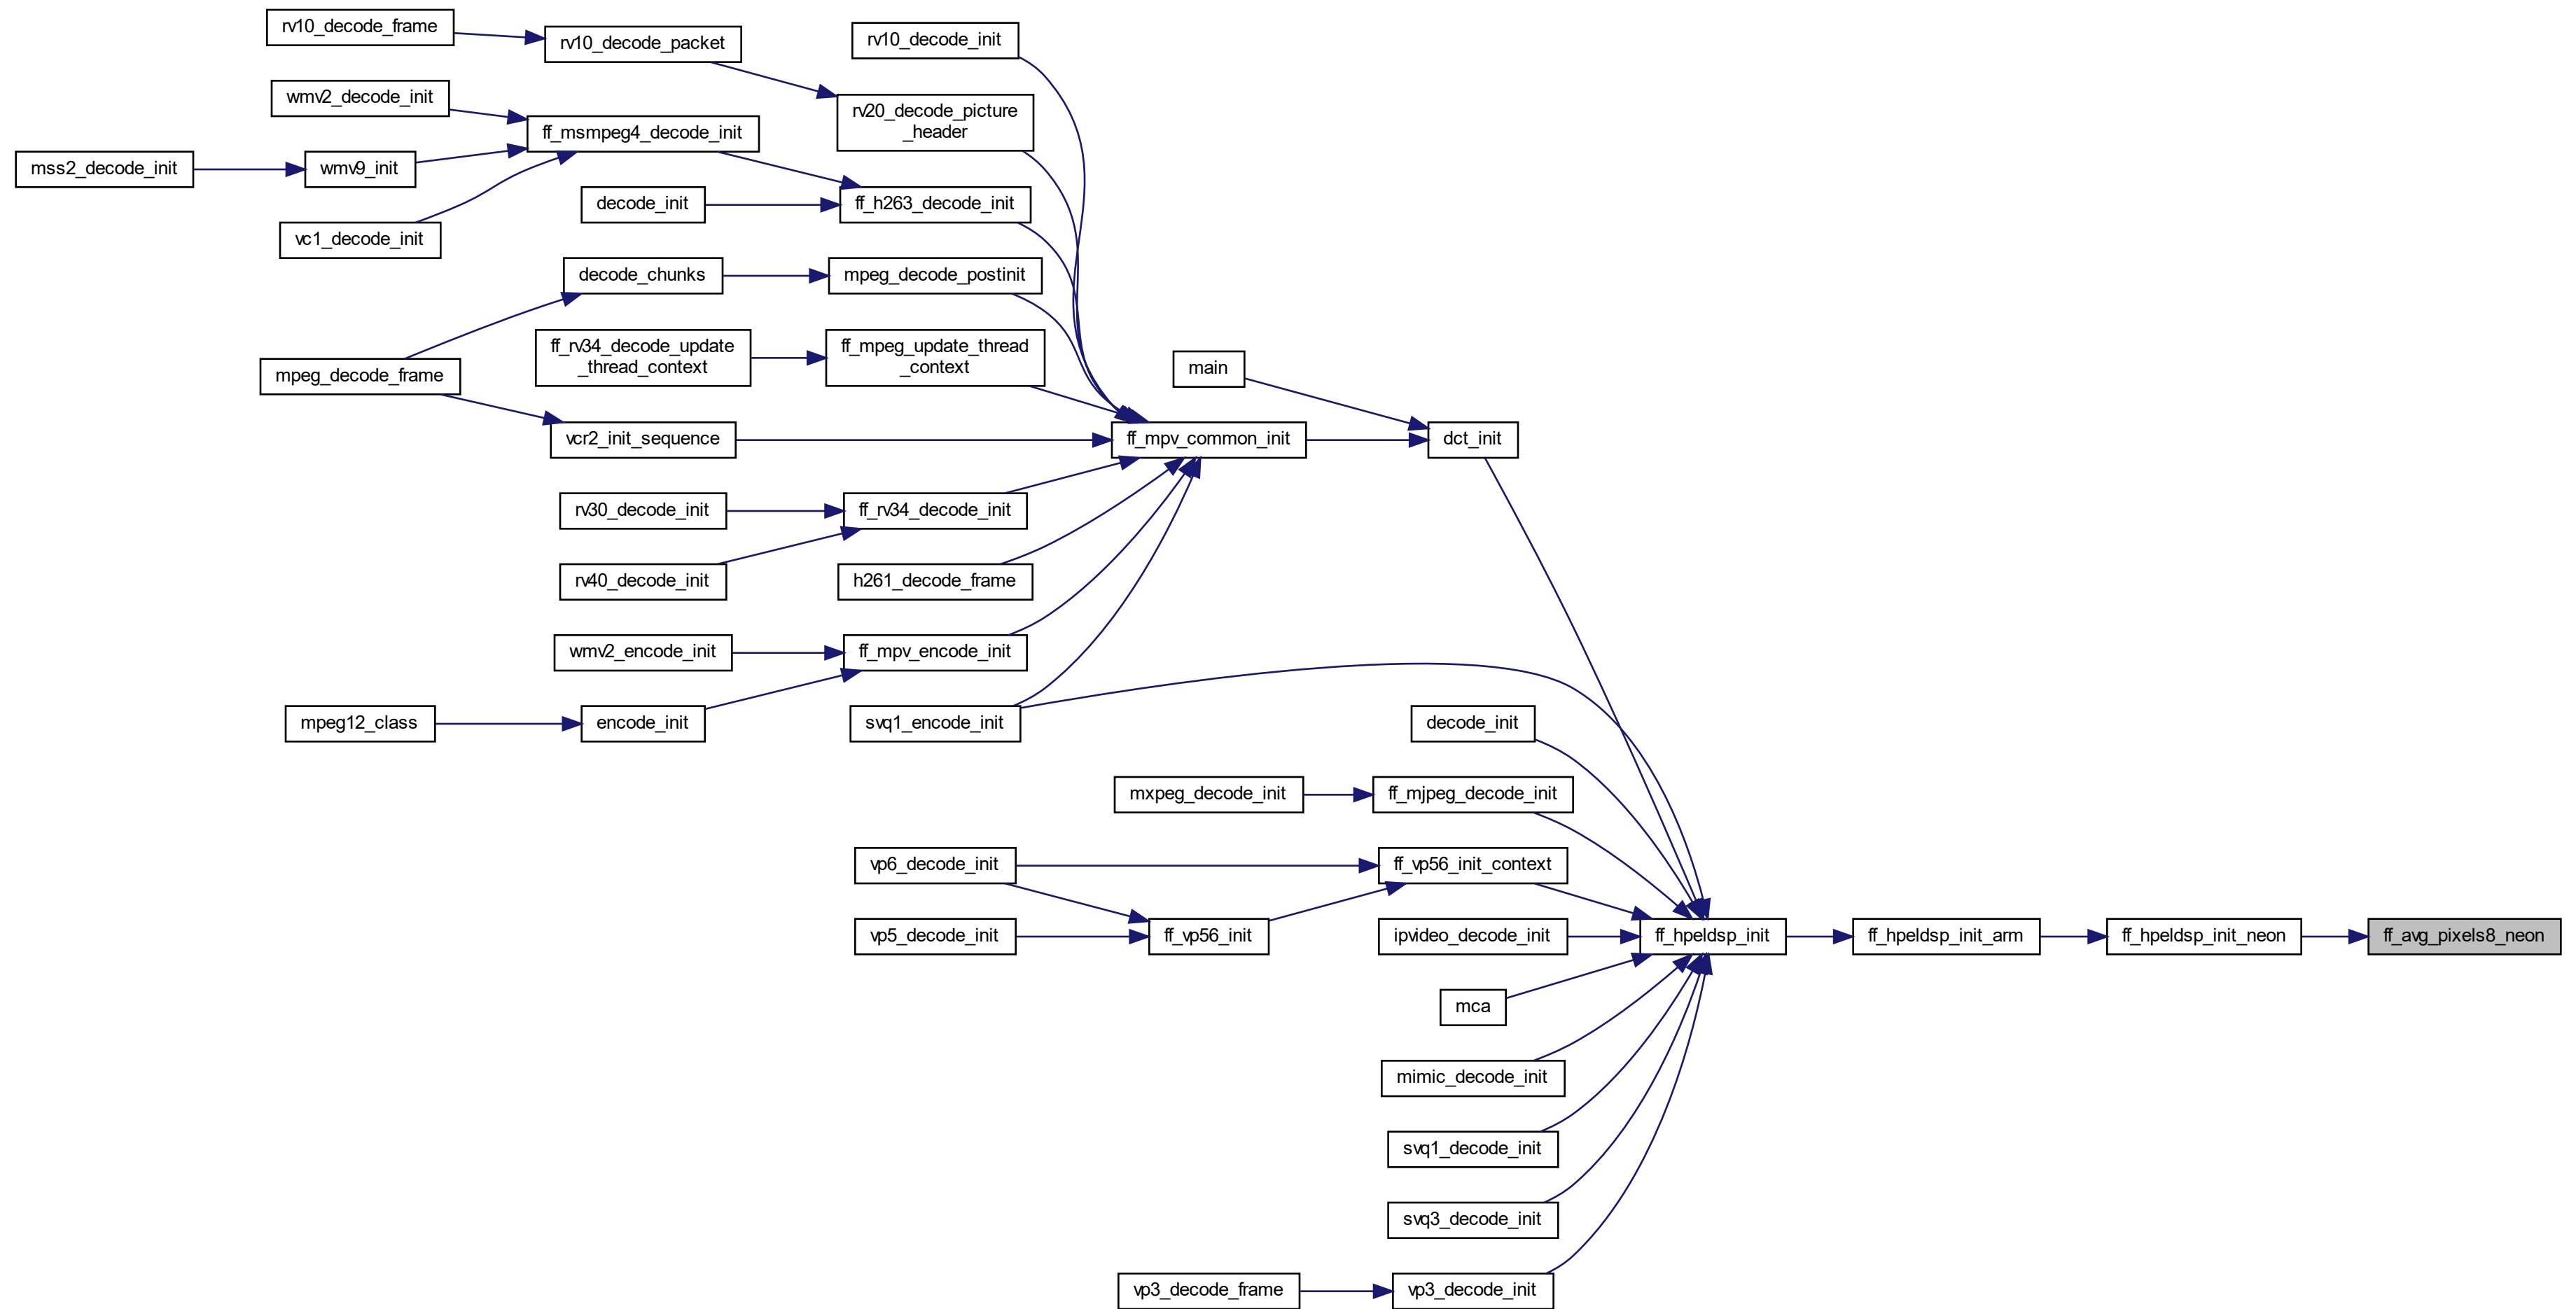 rv10_decode_frame
rv10_decode_packet
rv10_decode_init
wmv2_decode_init
rv20_decode_picture
_header
ff_msmpeg4_decode_init
mss2_decode_init
wmv9_init
decode_init
ff_h263_decode_init
vc1_decode_init
decode_chunks
mpeg_decode_postinit
ff_rv34_decode_update
_thread_context
ff_mpeg_update_thread
_context
main
mpeg_decode_frame
vcr2_init_sequence
ff_mpv_common_init
dct_init
rv30_decode_init
ff_rv34_decode_init
rv40_decode_init
h261_decode_frame
wmv2_encode_init
ff_mpv_encode_init
mpeg12_class
encode_init
svq1_encode_init
decode_init
mxpeg_decode_init
ff_mjpeg_decode_init
vp6_decode_init
ff_vp56_init_context
vp5_decode_init
ff_vp56_init
ipvideo_decode_init
ff_hpeldsp_init
ff_hpeldsp_init_arm
ff_hpeldsp_init_neon
ff_avg_pixels8_neon
mca
mimic_decode_init
svq1_decode_init
svq3_decode_init
vp3_decode_frame
vp3_decode_init